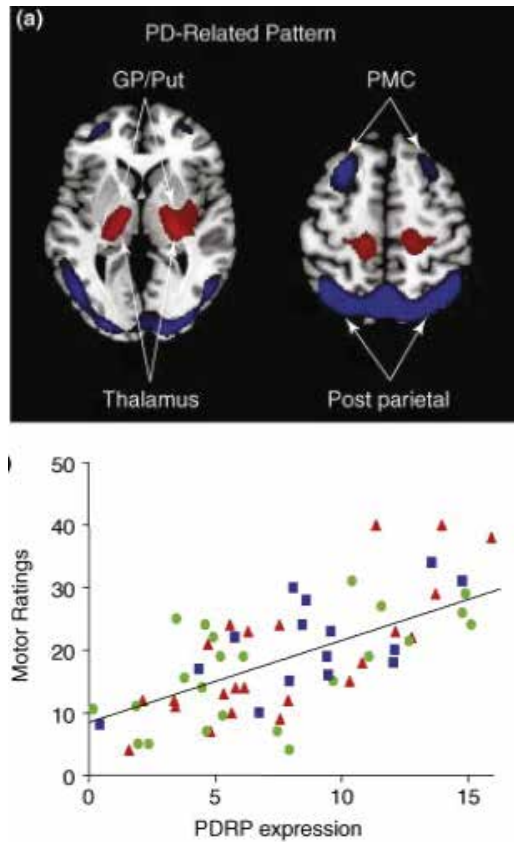 (a)
PD-Related Pattern
GP/Put
PMC
Thalamus
Post parietal
50
40
30
20
10
0
Motor Ratings
0
5
10
15
PDRP expression